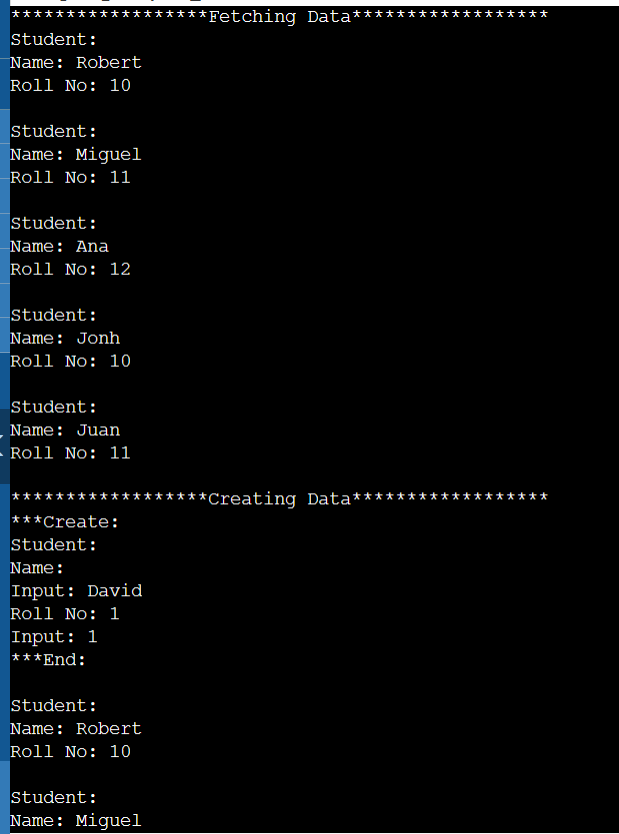 ******************Fetching Data******************
Student:
Name: Robert
Roll No: 10
Student:
Name: Miguel
Roll No: 11
Student:
Name: Ana
Roll No: 12
Student:
Name: Jonh
Roll No: 10
Student:
Name: Juan
Roll No: 11
******************Creating Data******************
***Create:
Student:
Name:
Input: David
Roll No: 1
Input: 1
***End:
Student:
Name: Robert
Roll No: 10
Student:
Name: Miguel